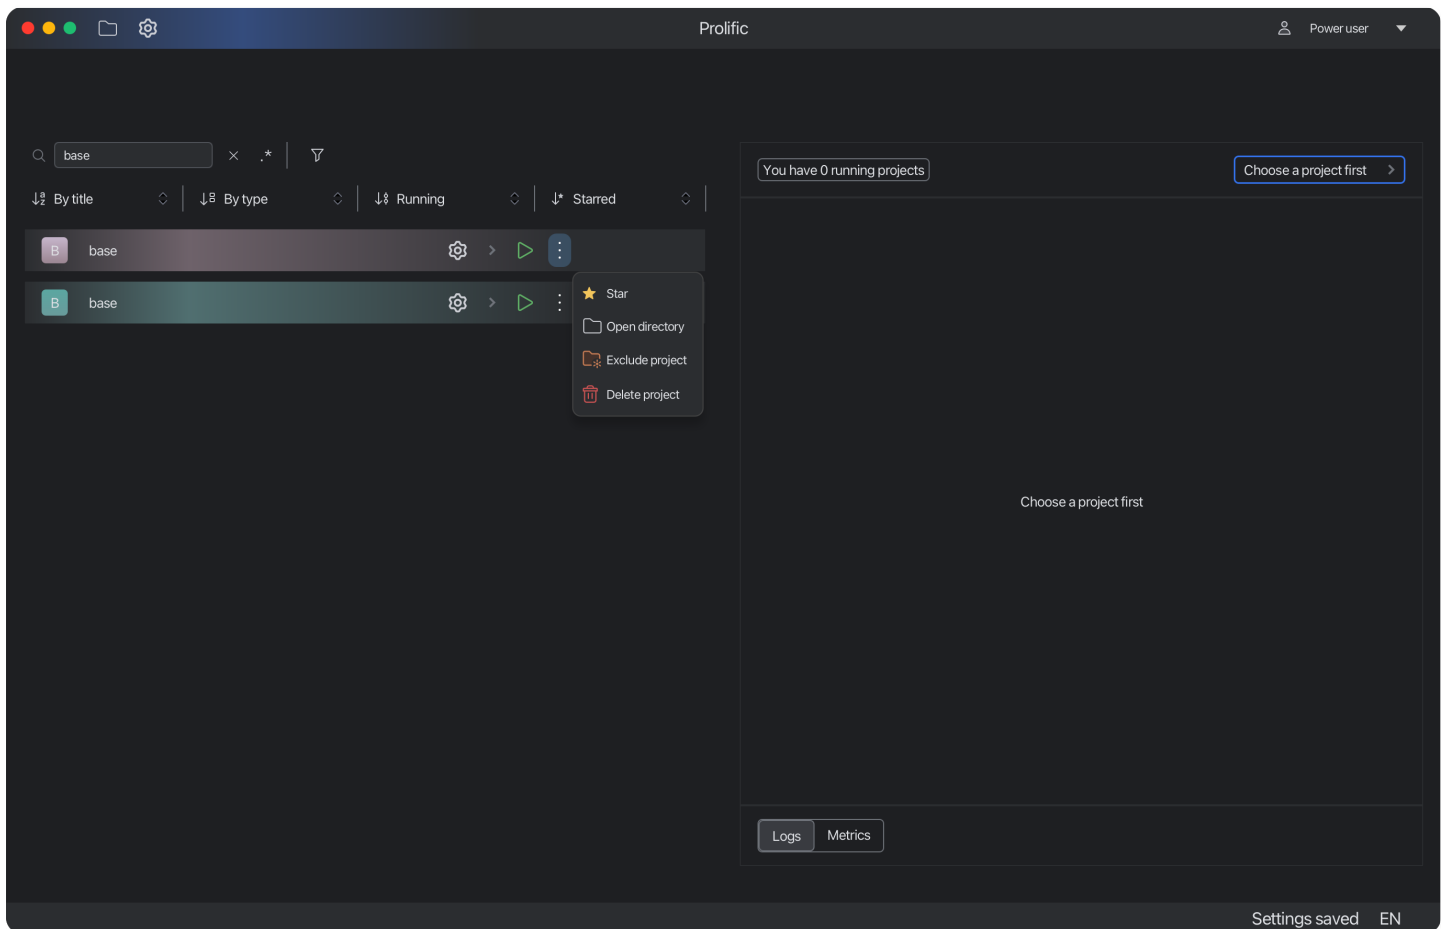 Prolific
Power user
base
.*
You have 0 running projects
Choose a project first
By title
By type
Running
Starred
B base
B base
Star
Open directory
Exclude project
Delete project
Choose a project first
Logs
Metrics
Settings saved
EN